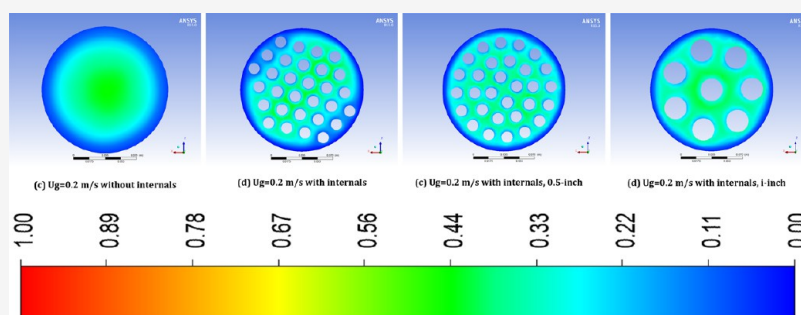 ANSYS
ANSYS
ANSYS
ANSYS
(c) Ug=0.2 m/s without internals
(d) Ug=0.2 m/s with internals
(c) Ug=0.2 m/s with internals, 0.5-inch
(d) Ug=0.2 m/s with internals, i-inch
1.00
0.89
0.78
0.67
0.56
0.44
0.33
0.22
0.11
0.00